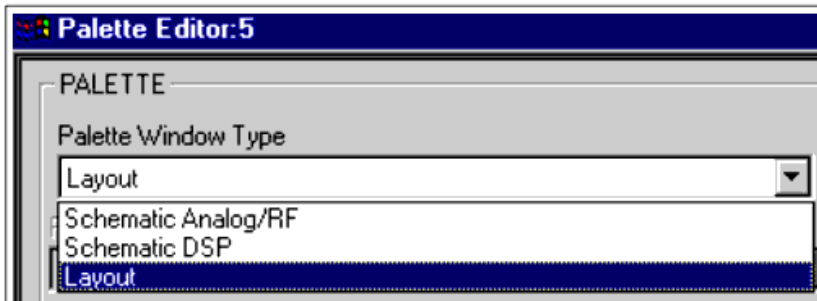 Palette Editor:5
PALETTE
Palette Window Type
Layout
Schematic Analog/RF
Schematic DSP
Layout